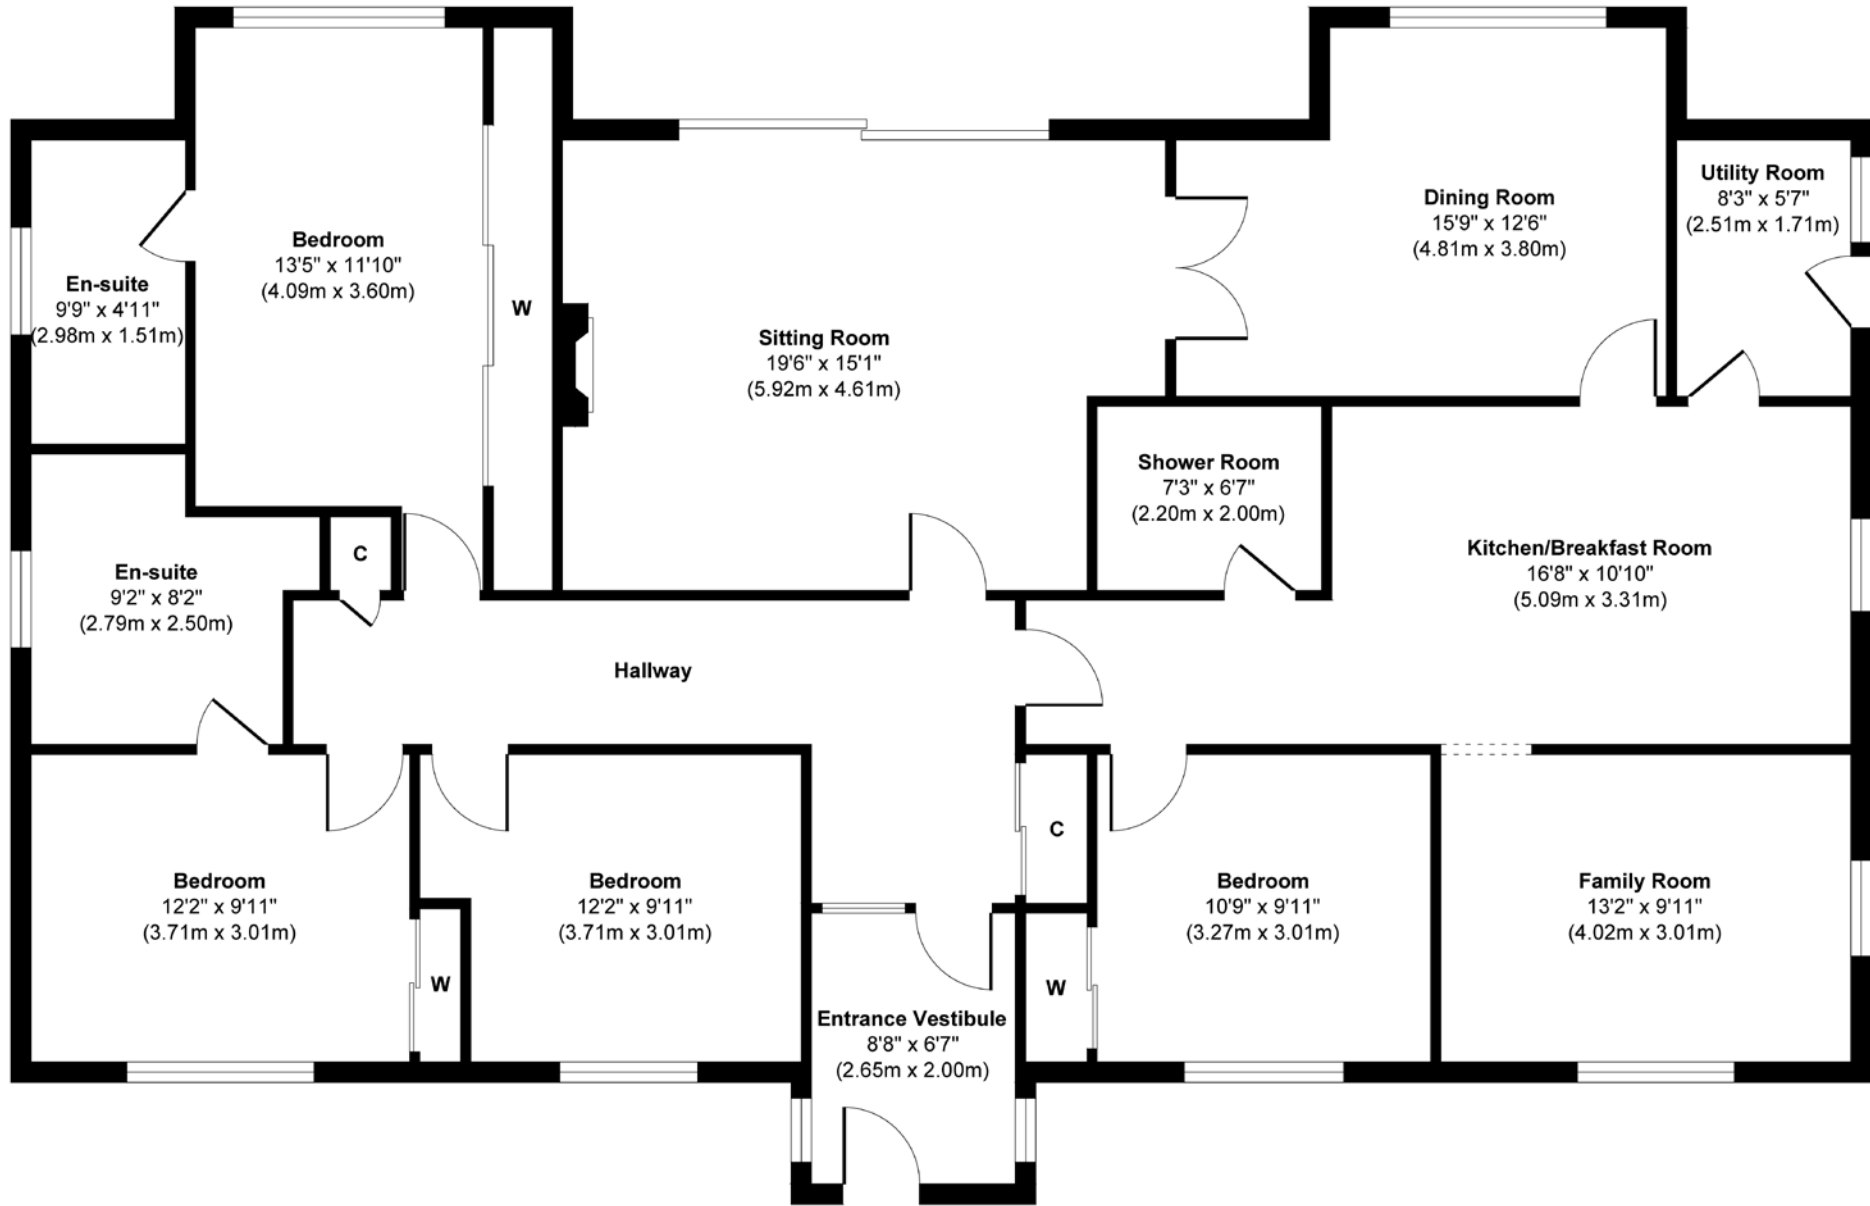 Bedroom
13'5" x 11'10"
(4.09m x 3.60m)
En-suite
9'9" x 4'11"
(2.98m x 1.51m)
W
Sitting Room
19'6" x 15'1"
(5.92m x 4.61m)
Dining Room
15'9" x 12'6"
(4.81m x 3.80m)
Utility Room
8'3" x 5'7"
(2.51m x 1.71m)
Shower Room
7'3" x 6'7"
(2.20m x 2.00m)
Kitchen/Breakfast Room
16'8" x 10'10"
(5.09m x 3.31m)
C
En-suite
9'2" x 8'2"
(2.79m x 2.50m)
Hallway
Bedroom
12'2" x 9'11"
(3.71m x 3.01m)
W
Bedroom
12'2" x 9'11"
(3.71m x 3.01m)
C
W
Entrance Vestibule
8'8" x 6'7"
(2.65m x 2.00m)
Bedroom
10'9" x 9'11"
(3.27m x 3.01m)
Family Room
13'2" x 9'11"
(4.02m x 3.01m)